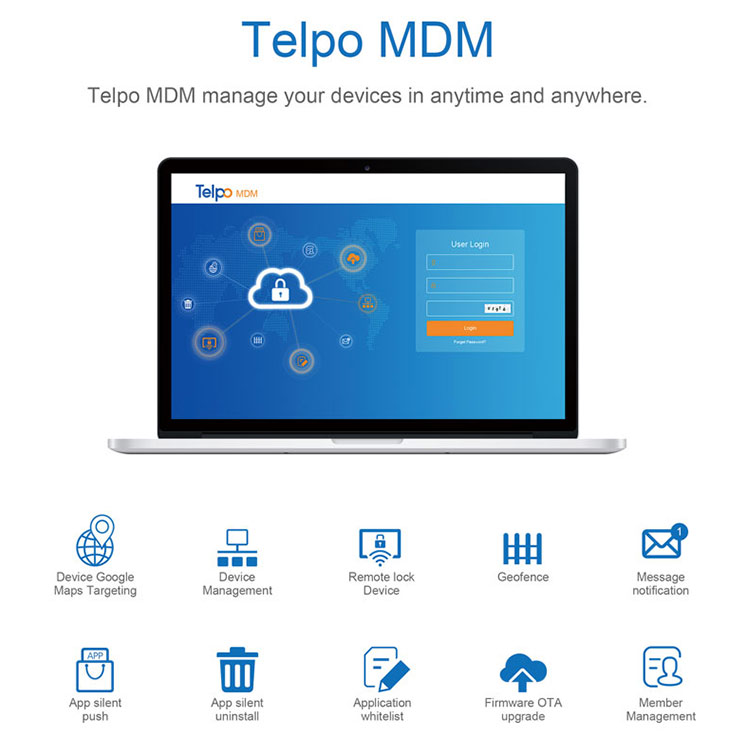 Telpo MDM
Telpo MDM manage your devices in anytime and anywhere.
Telpo MDM
User Login
Login
Forgot Password?
Device Google
Maps Targeting
Device
Management
Remote lock
Device
Geofence
1
Message
notification
APP
App silent
push
App silent
uninstall
Application
whitelist
Firmware OTA
upgrade
Member
Management